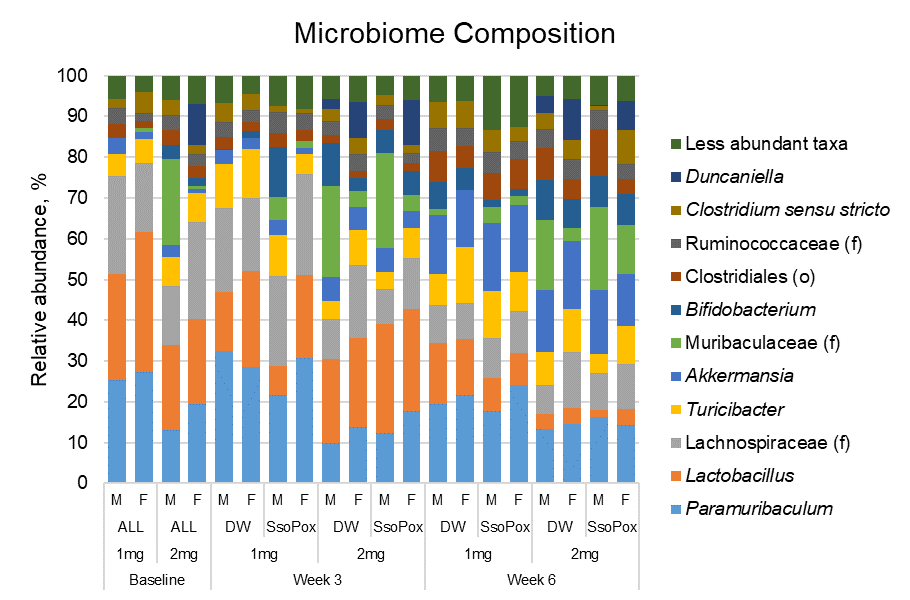 Microbiome Composition
Relative abundance, %
100
90
80
70
60
50
40
30
20
10
0
M F M F M F M F M F M F M F M F M F M F
ALL ALL DW SsoPox DW SsoPox DW SsoPox DW SsoPox
1mg 2mg 1mg 2mg 1mg 2mg
Baseline Week 3 Week 6
Less abundant taxa
Duncaniella
Clostridium sensu stricto
Ruminococcaceae (f)
Clostridiales (o)
Bifidobacterium
Muribaculaceae (f)
Akkermansia
Turicibacter
Lachnospiraceae (f)
Lactobacillus
Paramuribaculum